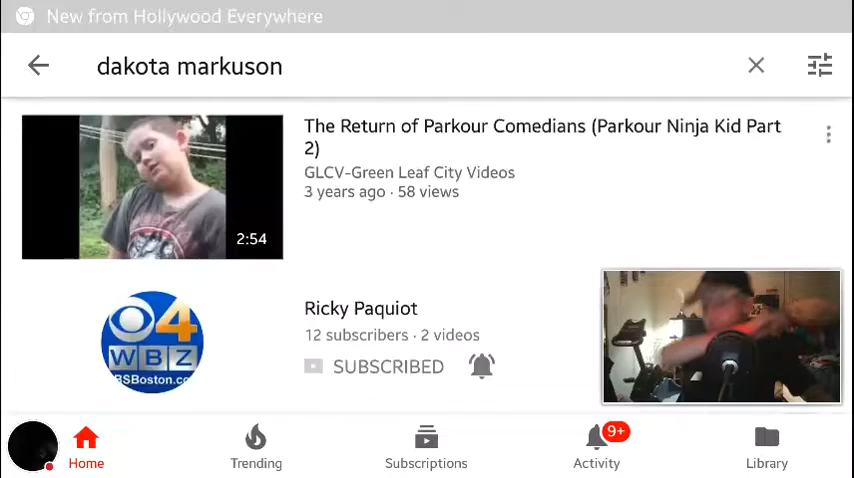 New from Hollywood Everywhere
dakota markuson
The Return of Parkour Comedians (Parkour Ninja Kid Part
2)
GLCV-Green Leaf City Videos
3 years ago · 58 views
2:54
4
WBZ
BSBoston.co
Ricky Paquiot
12 subscribers · 2 videos
SUBSCRIBED
9+
Home
Trending
Subscriptions
Activity
Library